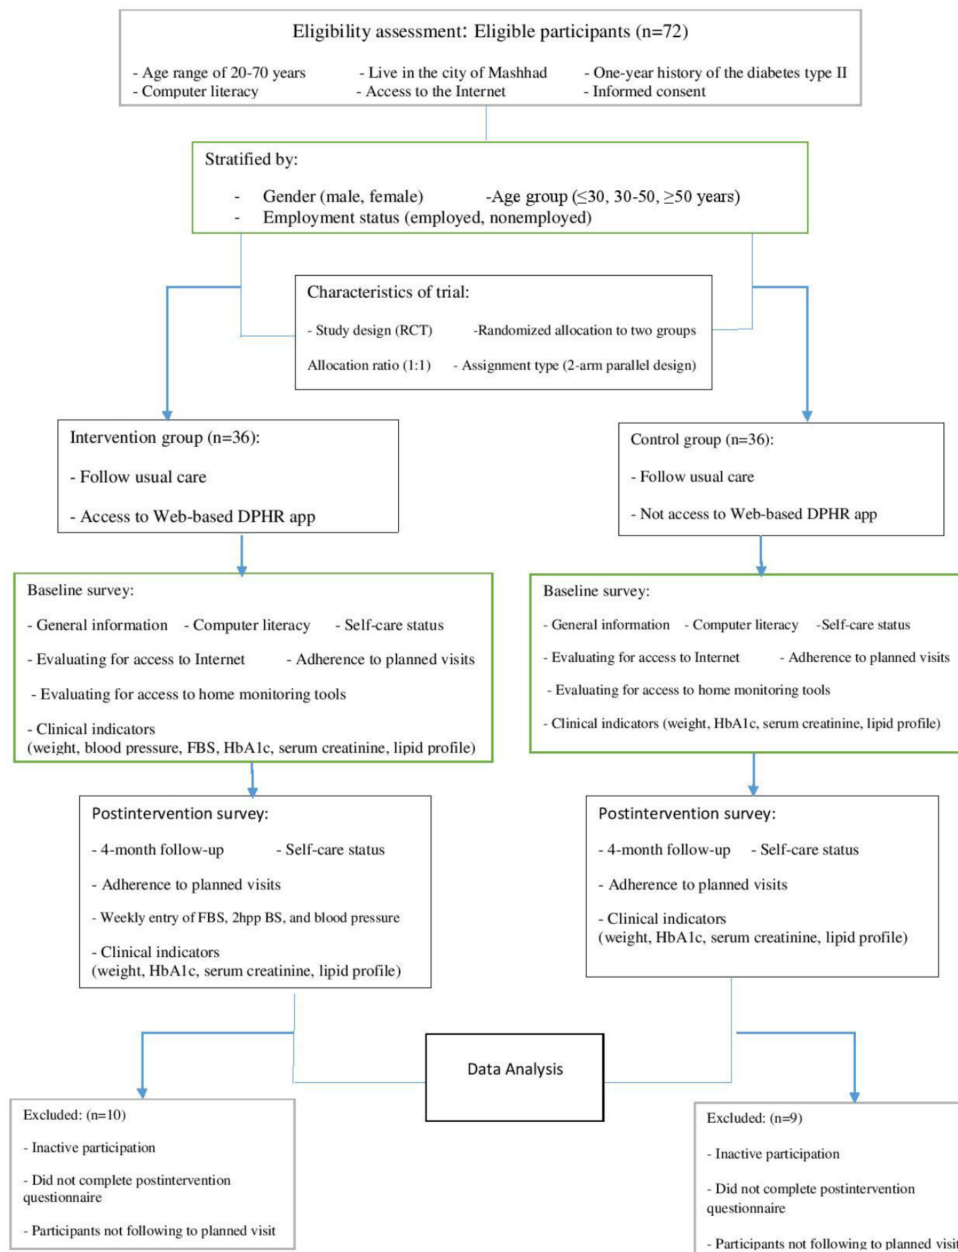 Eligibility assessment: Eligible participants (n=72)
- Age range of 20-70 years - Live in the city of Mashhad - One-year history of the diabetes type II
- Computer literacy - Access to the Internet - Informed consent
Stratified by:
- Gender (male, female) -Age group (≤30, 30-50, ≥50 years)
- Employment status (employed, nonemployed)
Characteristics of trial:
- Study design (RCT) -Randomized allocation to two groups
Allocation ratio (1:1) - Assignment type (2-arm parallel design)
Intervention group (n=36):
- Follow usual care
- Access to Web-based DPHR app
Control group (n=36):
- Follow usual care
- Not access to Web-based DPHR app
Baseline survey:
- General information - Computer literacy - Self-care status
- Evaluating for access to Internet - Adherence to planned visits
- Evaluating for access to home monitoring tools
- Clinical indicators
(weight, blood pressure, FBS, HbA1c, serum creatinine, lipid profile)
Baseline survey:
- General information - Computer literacy -Self-care status
- Evaluating for access to Internet - Adherence to planned visits
- Evaluating for access to home monitoring tools
- Clinical indicators (weight, HbA1c, serum creatinine, lipid profile)
Postintervention survey:
- 4-month follow-up - Self-care status
- Adherence to planned visits
- Weekly entry of FBS, 2hpp BS, and blood pressure
- Clinical indicators
(weight, HbA1c, serum creatinine, lipid profile)
Postintervention survey:
- 4-month follow-up - Self-care status
- Adherence to planned visits
- Clinical indicators
(weight, HbA1c, serum creatinine, lipid profile)
Data Analysis
Excluded: (n=10)
- Inactive participation
- Did not complete postintervention
questionnaire
- Participants not following to planned visit
Excluded: (n=9)
- Inactive participation
- Did not complete postintervention
questionnaire
- Participants not following to planned visit